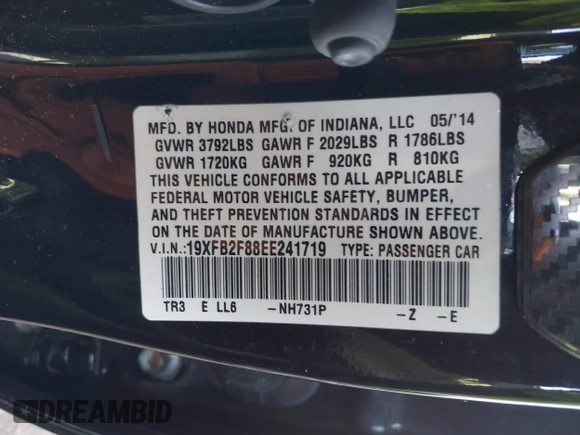 MFD. BY HONDA MFG. OF INDIANA, LLC 05/'14
GVWR 3792LBS GAWR F 2029LBS R 1786LBS
GVWR 1720KG GAWR F 920KG R 810KG
THIS VEHICLE CONFORMS TO ALL APPLICABLE
FEDERAL MOTOR VEHICLE SAFETY, BUMPER,
AND THEFT PREVENTION STANDARDS IN EFFECT
ON THE DATE OF MANUFACTURE SHOWN ABOVE.
V.I.N.:19XFB2F88EE241719 TYPE: PASSENGER CAR
TR3 E LL6 -NH731P -Z -E
DREAMBID